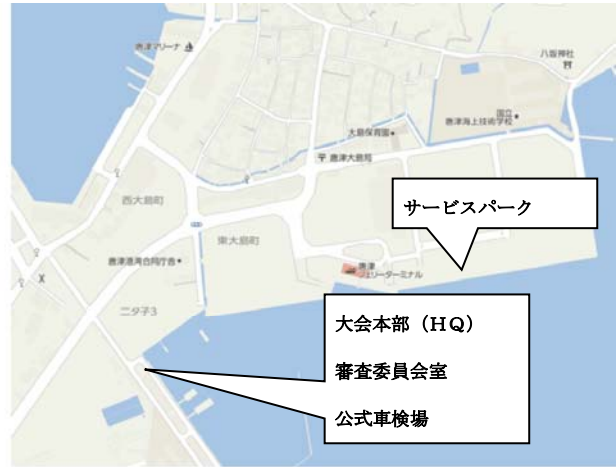 唐津マリーナ
八坂神社
国立
唐津海上技術学校
大島保育園
〒 唐津大島局
西大島町
サービスパーク
東大島町
唐津港湾合同庁舎
唐津
フェリーターミナル
二タ子3
大会本部（HQ）
審査委員会室
公式車検場